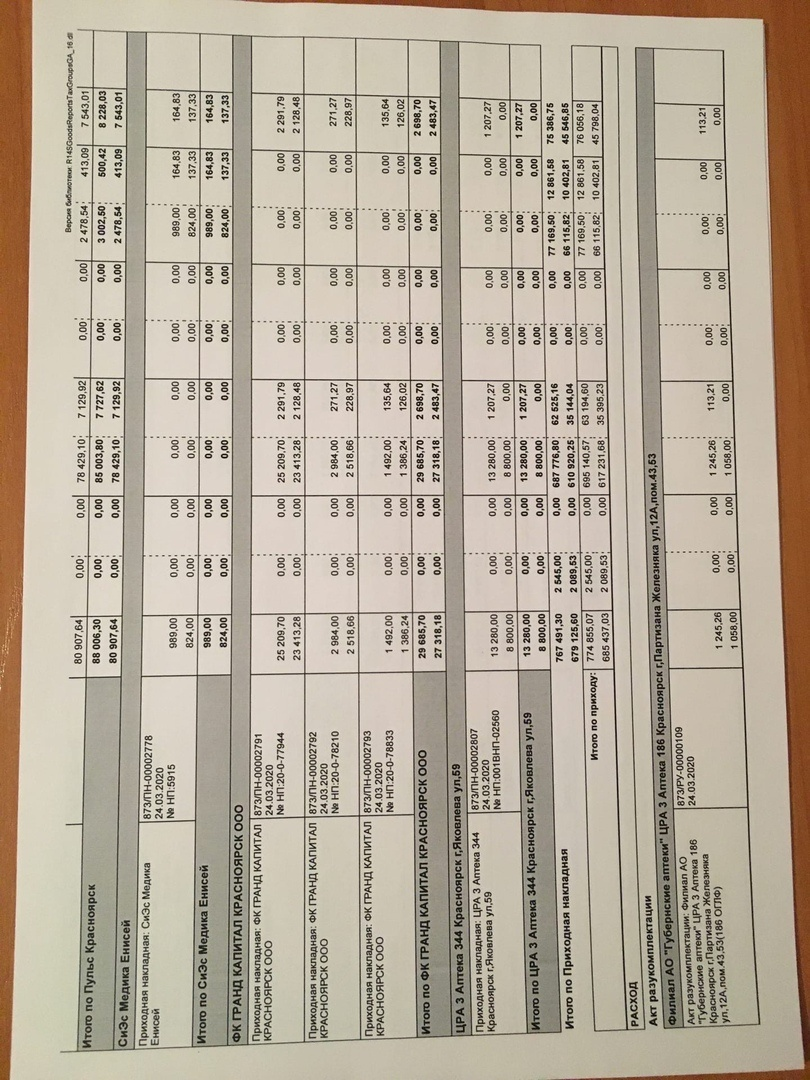 Версия библиотеки: R14SGoodsReportsTaxGroupsGA_16.dll
80 907,64 0,00 0,00 78 429,10 7 129,92 0,00 0,00 2 478,54 413,09 7 543,01
Итого по Пульс Красноярск 88 006,30 0,00 0,00 85 003,80 7 727,62 0,00 0,00 3 002,50 500,42 8 228,03
80 907,64 0,00 0,00 78 429,10 7 129,92 0,00 0,00 2 478,54 413,09 7 543,01
СиЭс Медика Енисей
Приходная накладная: СиЭс Медика 873/ПН-00002778
Енисей 24.03.2020 989,00 0,00 0,00 0,00 0,00 0,00 0,00 989,00 164,83 164,83
№ НП:5915 824,00 0,00 0,00 0,00 0,00 0,00 0,00 824,00 137,33 137,33
Итого по СиЭс Медика Енисей 989,00 0,00 0,00 0,00 0,00 0,00 0,00 989,00 164,83 164,83
824,00 0,00 0,00 0,00 0,00 0,00 0,00 824,00 137,33 137,33
ФК ГРАНД КАПИТАЛ КРАСНОЯРСК ООО
Приходная накладная: ФК ГРАНД КАПИТАЛ 873/ПН-00002791
КРАСНОЯРСК ООО 24.03.2020 25 209,70 0,00 0,00 25 209,70 2 291,79 0,00 0,00 0,00 0,00 2 291,79
№ НП:20-0-77944 23 413,28 0,00 0,00 23 413,28 2 128,48 0,00 0,00 0,00 0,00 2 128,48
Приходная накладная: ФК ГРАНД КАПИТАЛ 873/ПН-00002792
КРАСНОЯРСК ООО 24.03.2020 2 984,00 0,00 0,00 2 984,00 271,27 0,00 0,00 0,00 0,00 271,27
№ НП:20-0-78210 2 518,66 0,00 0,00 2 518,66 228,97 0,00 0,00 0,00 0,00 228,97
Приходная накладная: ФК ГРАНД КАПИТАЛ 873/ПН-00002793
КРАСНОЯРСК ООО 24.03.2020 1 492,00 0,00 0,00 1 492,00 135,64 0,00 0,00 0,00 0,00 135,64
№ НП:20-0-78833 1 386,24 0,00 0,00 1 386,24 126,02 0,00 0,00 0,00 0,00 126,02
Итого по ФК ГРАНД КАПИТАЛ КРАСНОЯРСК ООО 29 685,70 0,00 0,00 29 685,70 2 698,70 0,00 0,00 0,00 0,00 2 698,70
27 318,18 0,00 0,00 27 318,18 2 483,47 0,00 0,00 0,00 0,00 2 483,47
ЦРА 3 Аптека 344 Красноярск г,Яковлева ул,59
Приходная накладная: ЦРА 3 Аптека 344 873/ПН-00002807
Красноярск г,Яковлева ул,59 24.03.2020 13 280,00 0,00 0,00 13 280,00 1 207,27 0,00 0,00 0,00 0,00 1 207,27
№ НП:001ВНП-02560 8 800,00 0,00 0,00 8 800,00 0,00 0,00 0,00 0,00 0,00 0,00
Итого по ЦРА 3 Аптека 344 Красноярск г,Яковлева ул,59 13 280,00 0,00 0,00 13 280,00 1 207,27 0,00 0,00 0,00 0,00 1 207,27
8 800,00 0,00 0,00 8 800,00 0,00 0,00 0,00 0,00 0,00 0,00
Итого по Приходная накладная 767 491,30 2 545,00 0,00 687 776,80 62 525,16 0,00 0,00 77 169,50 12 861,58 75 386,75
679 125,60 2 089,53 0,00 610 920,25 35 144,04 0,00 0,00 66 115,82 10 402,81 45 546,85
Итого по приходу: 774 855,07 2 545,00 0,00 695 140,57 63 194,60 0,00 0,00 77 169,50 12 861,58 76 056,18
685 437,03 2 089,53 0,00 617 231,68 35 395,23 0,00 0,00 66 115,82 10 402,81 45 798,04
РАСХОД
Акт разукомплектации
Филиал АО "Губернские аптеки" ЦРА 3 Аптека 186 Красноярск г,Партизана Железняка ул,12А,пом.43,53
Акт разукомплектации: Филиал АО 873/РУ-00000109
"Губернские аптеки" ЦРА 3 Аптека 186 24.03.2020
Красноярск г,Партизана Железняка 1 245,26 0,00 0,00 1 245,26 113,21 0,00 0,00 0,00 0,00 113,21
ул,12А,пом.43,53(186 ОГЛФ) 1 058,00 0,00 0,00 1 058,00 0,00 0,00 0,00 0,00 0,00 0,00